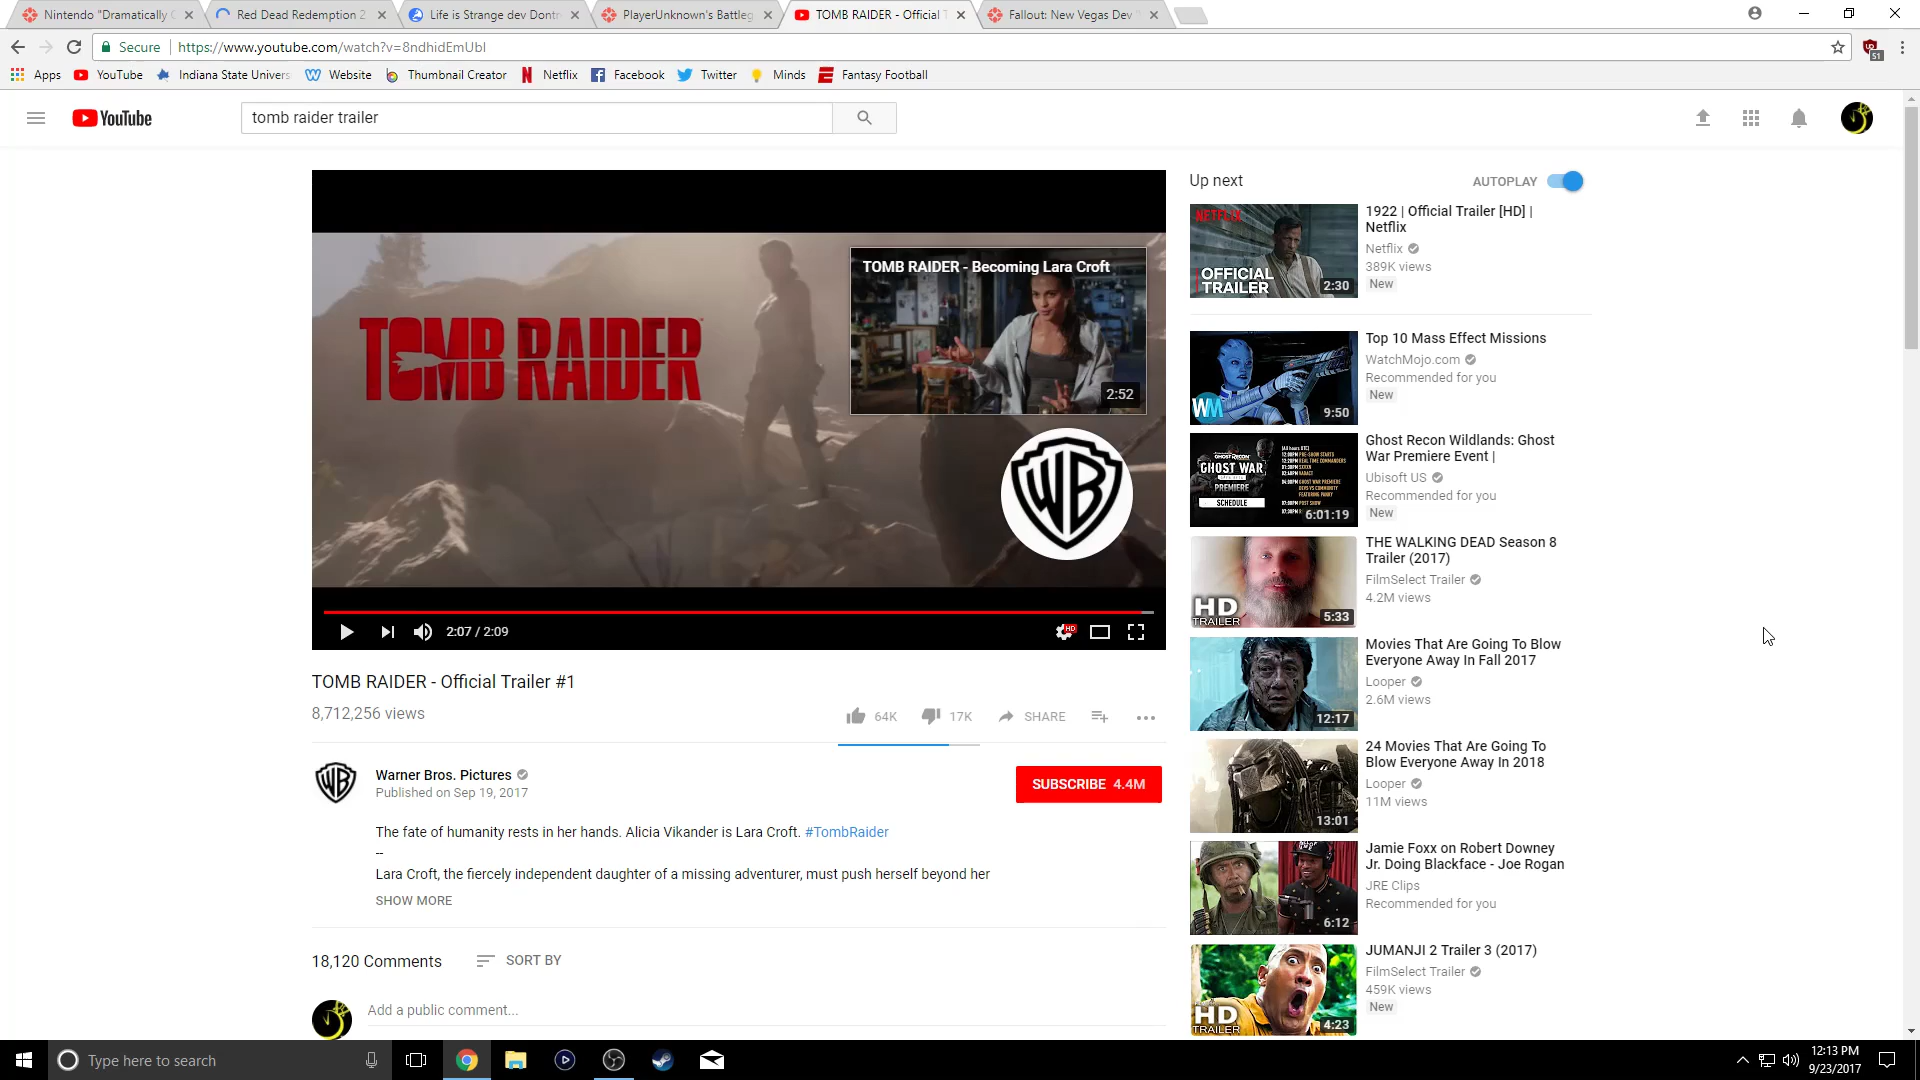 Nintendo "Dramatically
Red Dead Redemption 2
Life is Strange dev Dont
PlayerUnknown's Battleg
TOMB RAIDER - Official
Fallout: New Vegas Dev
Secure
https://www.youtube.com/watch?v=8ndhidEmUbI
51
Apps
YouTube
Indiana State Univers
Website
Thumbnail Creator
Netflix
Facebook
Twitter
Minds
Fantasy Football
YouTube
tomb raider trailer
TOMB RAIDER
TOMB RAIDER - Becoming Lara Croft
2:52
WB
2:07 / 2:09
HD
TOMB RAIDER - Official Trailer #1
8,712,256 views
64K
17K
SHARE
Warner Bros. Pictures
Published on Sep 19, 2017
SUBSCRIBE 4.4M
The fate of humanity rests in her hands. Alicia Vikander is Lara Croft. #TombRaider
--
Lara Croft, the fiercely independent daughter of a missing adventurer, must push herself beyond her
SHOW MORE
18,120 Comments
SORT BY
Add a public comment...
Up next
AUTOPLAY
NETFLIX
OFFICIAL
TRAILER
2:30
1922 | Official Trailer [HD] |
Netflix
Netflix
389K views
New
WM
9:50
Top 10 Mass Effect Missions
WatchMojo.com
Recommended for you
New
GHOST RECON
GHOST WAR
PREMIERE
SCHEDULE
6:01:19
Ghost Recon Wildlands: Ghost
War Premiere Event |
Ubisoft US
Recommended for you
New
HD
TRAILER
5:33
THE WALKING DEAD Season 8
Trailer (2017)
FilmSelect Trailer
4.2M views
12:17
Movies That Are Going To Blow
Everyone Away In Fall 2017
Looper
2.6M views
13:01
24 Movies That Are Going To
Blow Everyone Away In 2018
Looper
11M views
6:12
Jamie Foxx on Robert Downey
Jr. Doing Blackface - Joe Rogan
JRE Clips
Recommended for you
HD
TRAILER
4:23
JUMANJI 2 Trailer 3 (2017)
FilmSelect Trailer
459K views
New
Type here to search
12:13 PM
9/23/2017